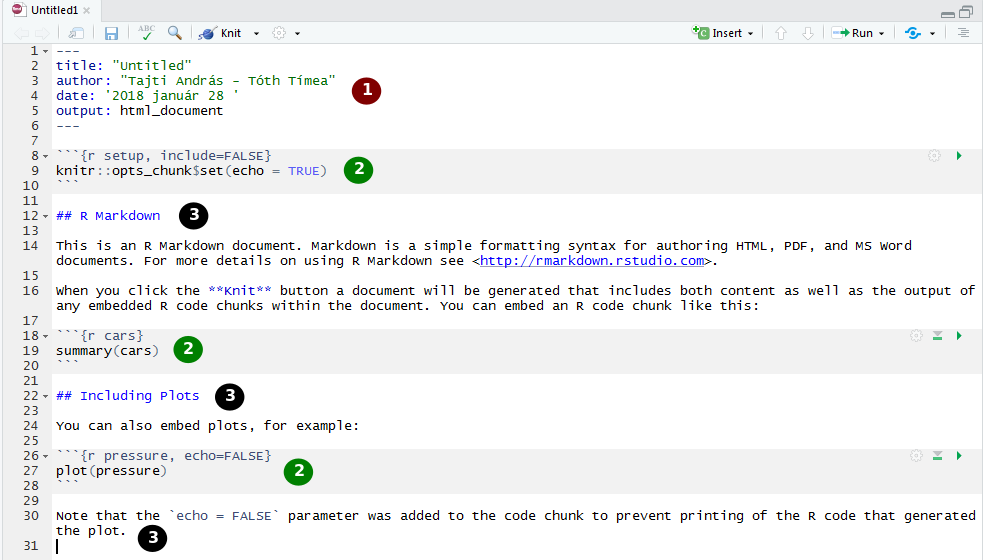 Untitled1
ABC Knit Insert Run
1 ---
2 title: "Untitled"
3 author: "Tajti András - Tóth Tímea"
4 date: '2018 január 28 '
1
5 output: html_document
6 ---
7
8 ```{r setup, include=FALSE}
9 knitr::opts_chunk$set(echo = TRUE)
2
10 ```
11
12 ## R Markdown
3
13
14 This is an R Markdown document. Markdown is a simple formatting syntax for authoring HTML, PDF, and MS Word
documents. For more details on using R Markdown see <http://rmarkdown.rstudio.com>.
15
16 When you click the **Knit** button a document will be generated that includes both content as well as the output of
any embedded R code chunks within the document. You can embed an R code chunk like this:
17
18 ```{r cars}
19 summary(cars)
2
20 ```
21
22 ## Including Plots
3
23
24 You can also embed plots, for example:
25
26 ```{r pressure, echo=FALSE}
27 plot(pressure)
2
28 ```
29
30 Note that the `echo = FALSE` parameter was added to the code chunk to prevent printing of the R code that generated
the plot.
3
31